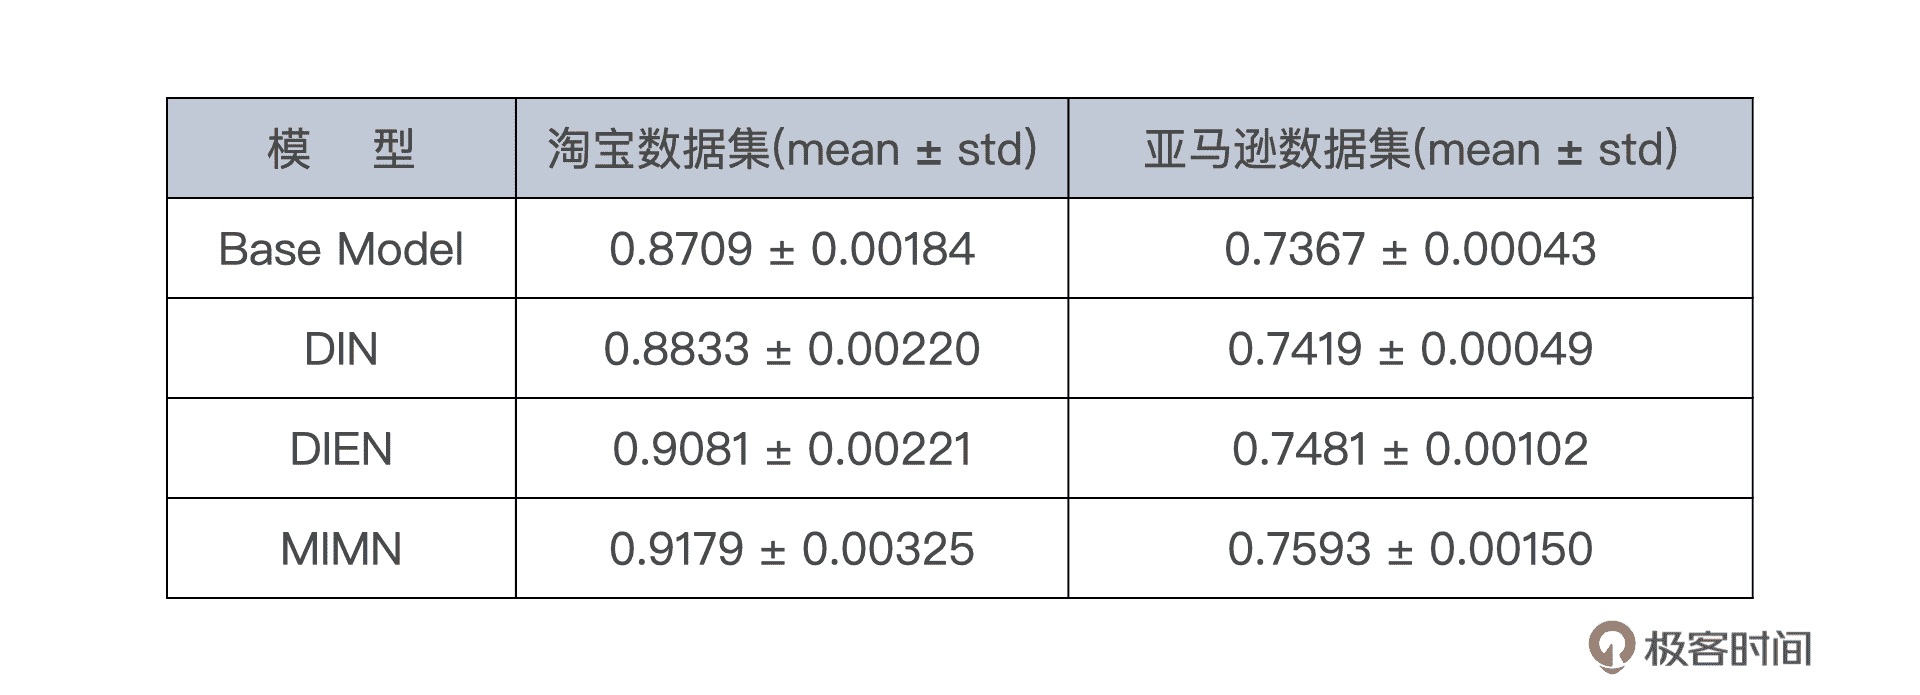 模 型 淘宝数据集(mean ± std) 亚马逊数据集(mean ± std)
Base Model 0.8709 ± 0.00184 0.7367 ± 0.00043
DIN 0.8833 ± 0.00220 0.7419 ± 0.00049
DIEN 0.9081 ± 0.00221 0.7481 ± 0.00102
MIMN 0.9179 ± 0.00325 0.7593 ± 0.00150
极客时间